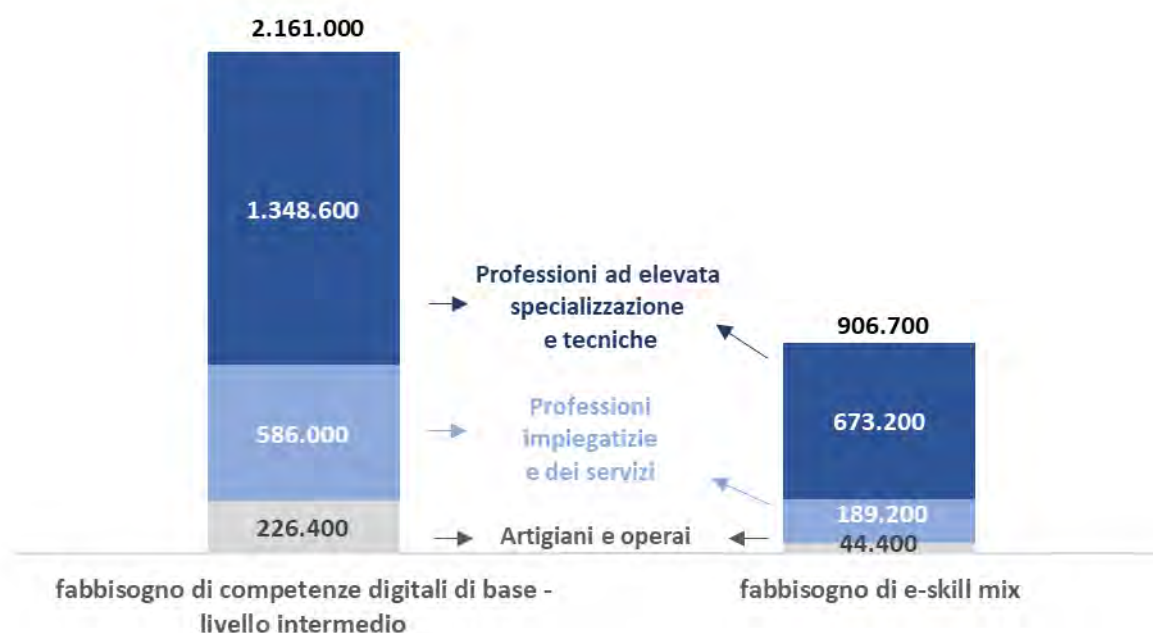 2.161.000
1.348.600
586.000
226.400
Professioni ad elevata
specializzazione
e tecniche
Professioni
impiegatizie
e dei servizi
Artigiani e operai
906.700
673.200
189.200
44.400
fabbisogno di competenze digitali di base -
livello intermedio
fabbisogno di e-skill mix